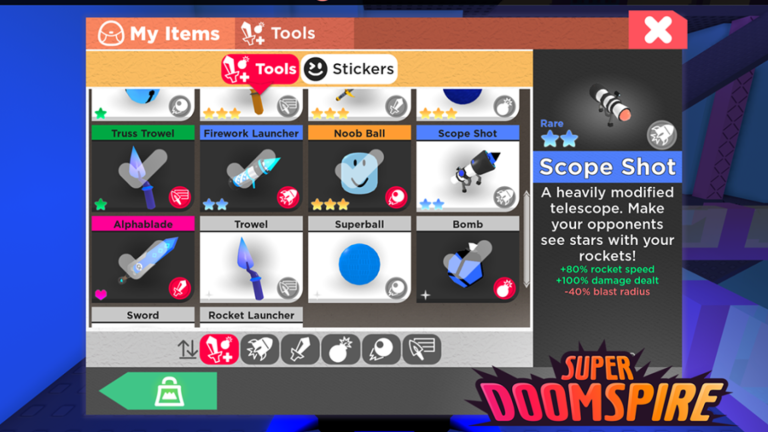 My Items
Tools
Tools
Stickers
Truss Trowel
Firework Launcher
Noob Ball
Scope Shot
Alphablade
Trowel
Superball
Bomb
Sword
Rocket Launcher
Rare
Scope Shot
A heavily modified
telescope. Make
your opponents
see stars with your
rockets!
+80% rocket speed
+100% damage dealt
-40% blast radius
SUPER
DOOMSPIRE